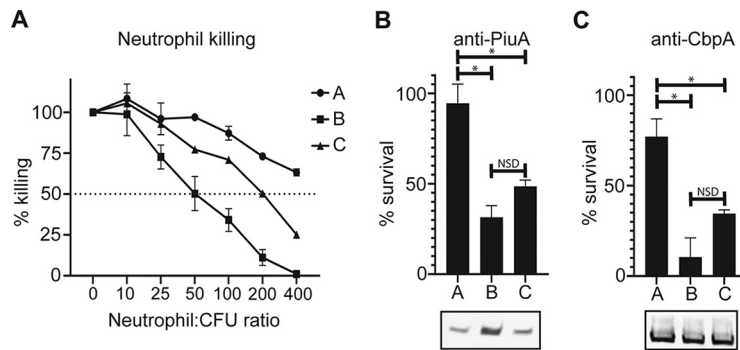 A
Neutrophil killing
% killing
100
75
50
25
0
0 10 25 50 100 200 400
Neutrophil:CFU ratio
A
B
C
B
anti-PiuA
*
*
NSD
% survival
100
50
0
A B C
C
anti-CbpA
*
*
NSD
% survival
100
50
0
A B C